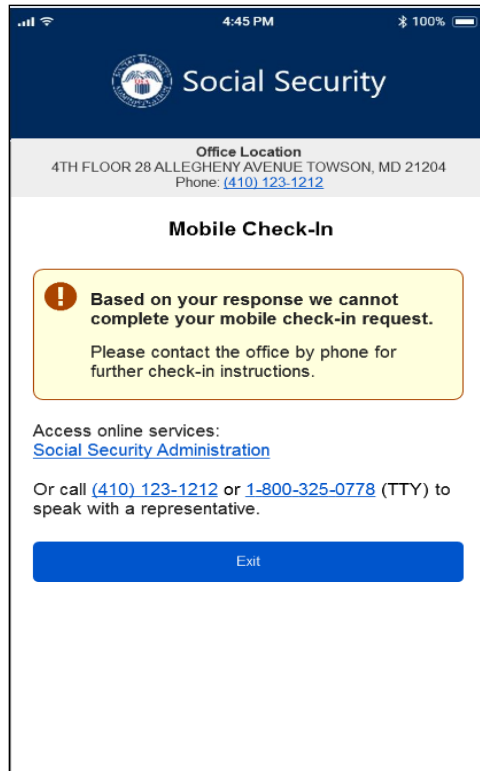 4:45 PM
100%
Social Security
Office Location
4TH FLOOR 28 ALLEGHENY AVENUE TOWSON, MD 21204
Phone: (410) 123-1212
Mobile Check-In
Based on your response we cannot
complete your mobile check-in request.
Please contact the office by phone for
further check-in instructions.
Access online services:
Social Security Administration
Or call (410) 123-1212 or 1-800-325-0778 (TTY) to
speak with a representative.
Exit